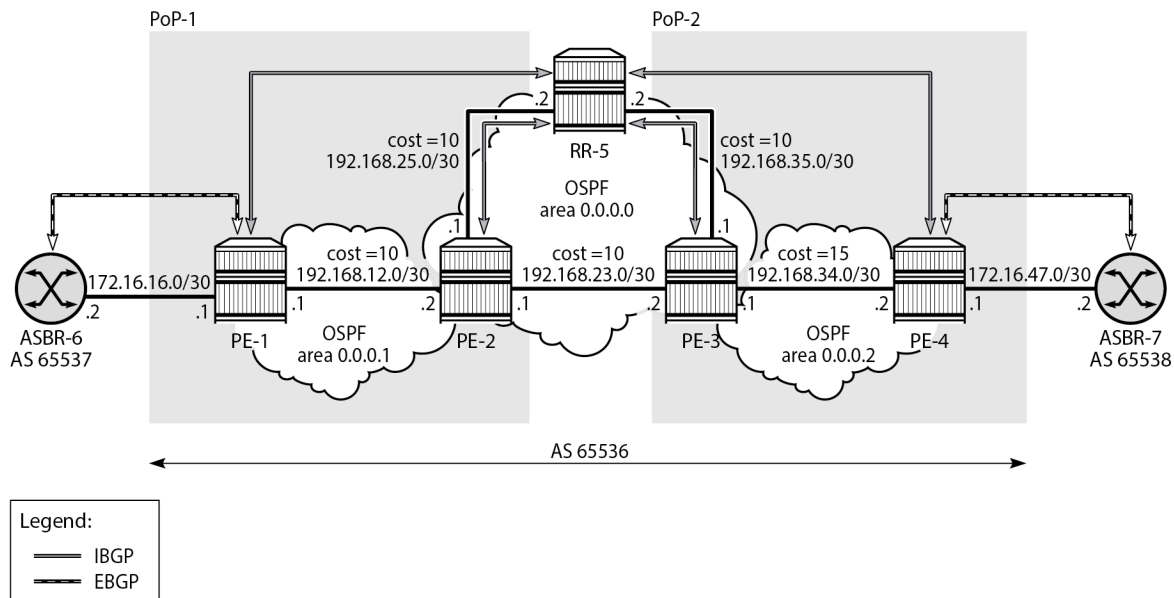 PoP-1
PoP-2
.2
.2
cost =10
192.168.25.0/30
RR-5
cost =10
192.168.35.0/30
OSPF
area 0.0.0.0
.1
.1
172.16.16.0/30
cost =10
192.168.12.0/30
cost =10
192.168.23.0/30
cost =15
192.168.34.0/30
172.16.47.0/30
.2
.1
.1
.2
.1
.2
.1
.2
.1
.2
ASBR-6
AS 65537
PE-1
OSPF
area 0.0.0.1
PE-2
PE-3
OSPF
area 0.0.0.2
PE-4
ASBR-7
AS 65538
AS 65536
Legend:
IBGP
EBGP